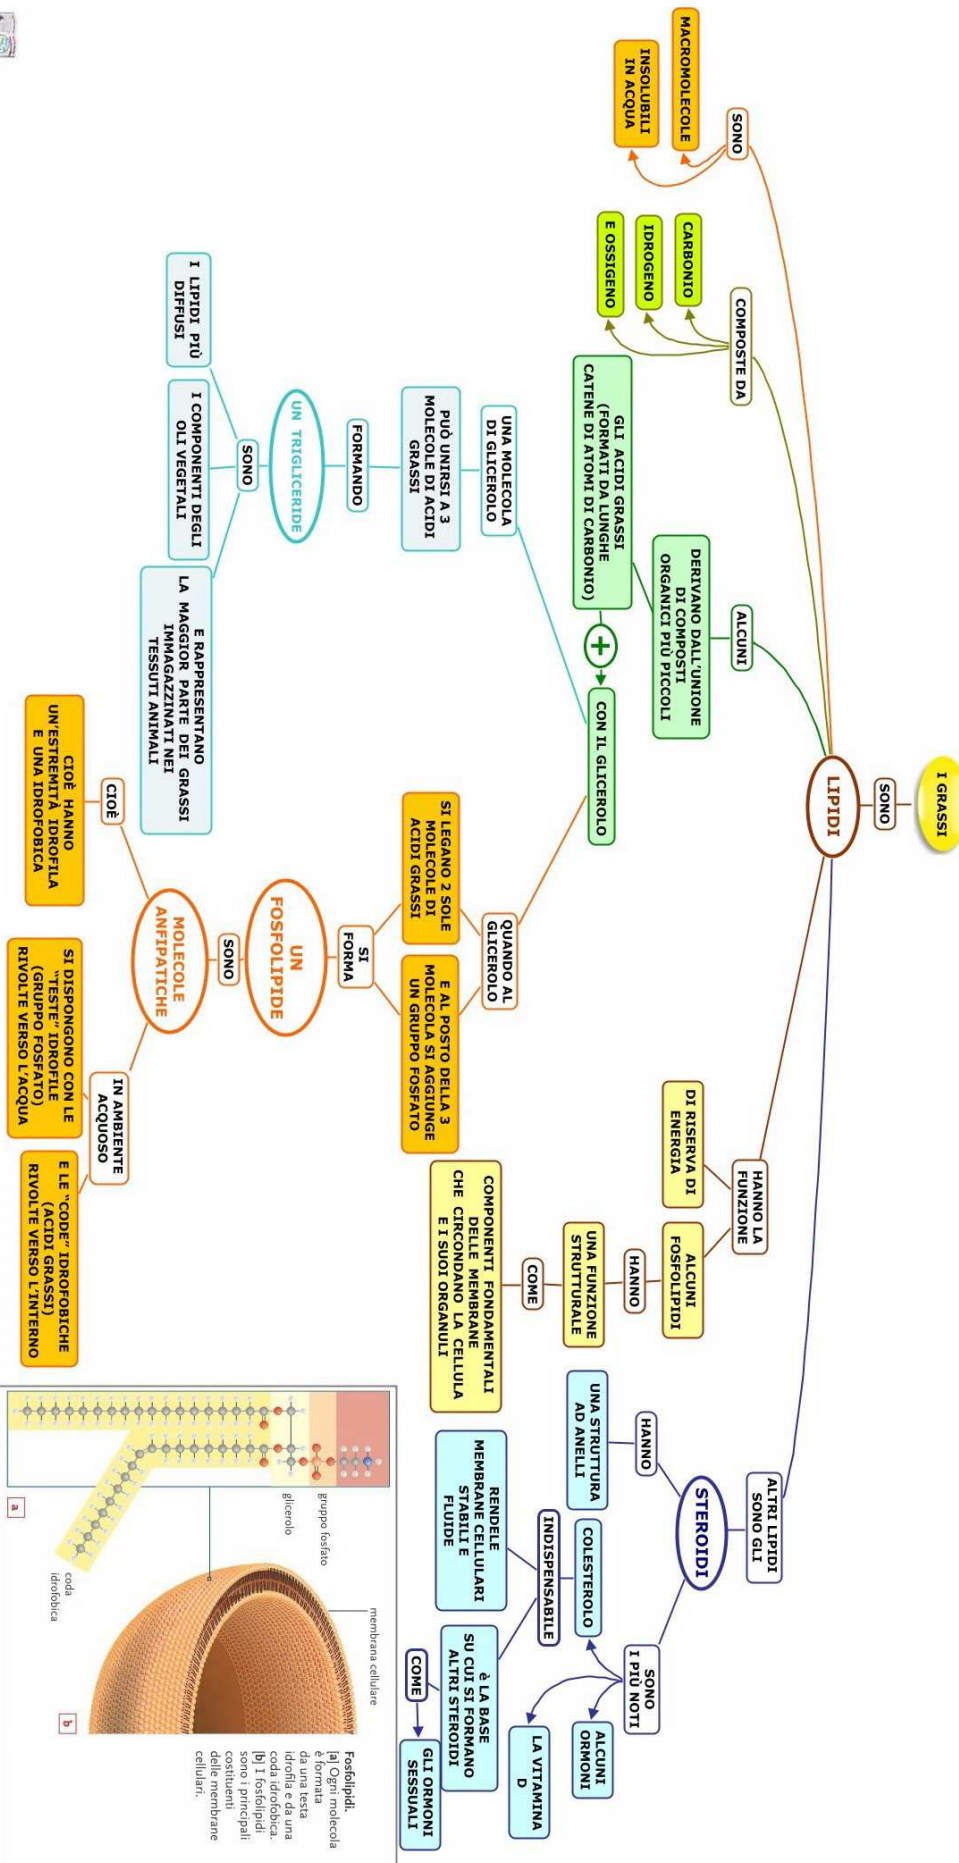 I GRASSI
SONO
LIPIDI
SONO
MACROMOLECOLE
INSOLUBILI
IN ACQUA
COMPOSTE DA
CARBONIO
IDROGENO
E OSSIGENO
ALCUNI
DERIVANO DALL'UNIONE
DI COMPOSTI
ORGANICI PIÙ PICCOLI
GLI ACIDI GRASSI
(FORMATI DA LUNGHE
CATENE DI ATOMI DI CARBONIO)
+
CON IL GLICEROLO
UNA MOLECOLA
DI GLICEROLO
PUÒ UNIRSI A 3
MOLECOLE DI ACIDI
GRASSI
FORMANDO
UN TRIGLICERIDE
SONO
I LIPIDI PIÙ
DIFFUSI
I COMPONENTI DEGLI
OLI VEGETALI
E RAPPRESENTANO
LA MAGGIOR PARTE DEI GRASSI
IMMAGAZZINATI NEI
TESSUTI ANIMALI
QUANDO AL
GLICEROLO
SI LEGANO 2 SOLE
MOLECOLE DI
ACIDI GRASSI
E AL POSTO DELLA 3
MOLECOLA SI AGGIUNGE
UN GRUPPO FOSFATO
SI
FORMA
UN
FOSFOLIPIDE
SONO
MOLECOLE
ANFIPATICHE
CIOÈ
CIOÈ HANNO
UN'ESTREMITÀ IDROFILA
E UNA IDROFOBICA
IN AMBIENTE
ACQUOSO
SI DISPONGONO CON LE
"TESTE" IDROFILE
(GRUPPO FOSFATO)
RIVOLTE VERSO L'ACQUA
E LE "CODE" IDROFOBICHE
(ACIDI GRASSI)
RIVOLTE VERSO L'INTERNO
HANNO LA
FUNZIONE
DI RISERVA DI
ENERGIA
ALCUNI
FOSFOLIPIDI
HANNO
UNA FUNZIONE
STRUTTURALE
COME
COMPONENTI FONDAMENTALI
DELLE MEMBRANE
CHE CIRCONDANO LA CELLULA
E I SUOI ORGANULI
ALTRI LIPIDI
SONO GLI
STEROIDI
HANNO
UNA STRUTTURA
AD ANELLI
SONO
I PIÙ NOTI
COLESTEROLO
ALCUNI
ORMONI
LA VITAMINA
D
INDISPENSABILE
RENDELE
MEMBRANE CELLULARI
STABILI E
FLUIDE
è LA BASE
SU CUI SI FORMANO
ALTRI STEROIDI
COME
GLI ORMONI
SESSUALI
gruppo fosfato
glicerolo
coda
idrofobica
a
membrana cellulare
b
Fosfolipidi.
[a] Ogni molecola
è formata
da una testa
idrofila e da una
coda idrofobica.
[b] I fosfolipidi
sono i principali
costituenti
delle membrane
cellulari.